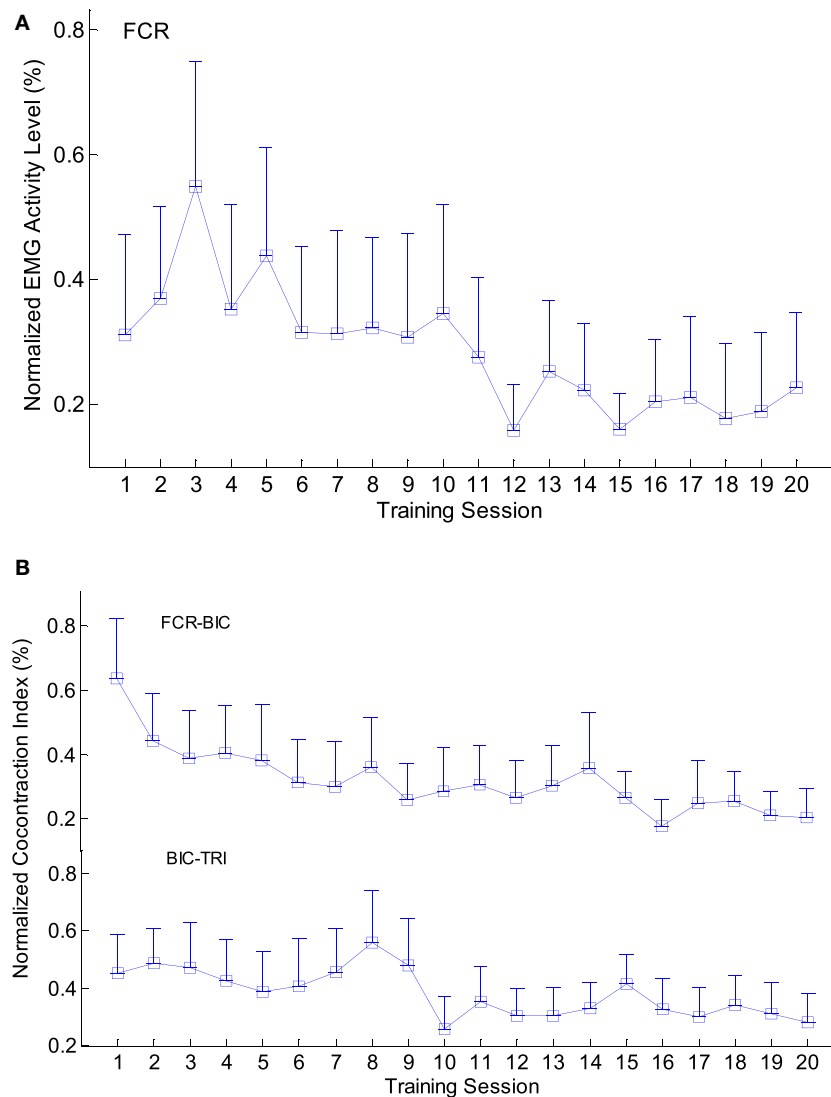 A
FCR
Normalized EMG Activity Level (%)
0.8
0.6
0.4
0.2
1 2 3 4 5 6 7 8 9 10 11 12 13 14 15 16 17 18 19 20
Training Session
B
Normalized Cocontraction Index (%)
FCR-BIC
0.8
0.6
0.4
0.2
BIC-TRI
0.8
0.6
0.4
0.2
1 2 3 4 5 6 7 8 9 10 11 12 13 14 15 16 17 18 19 20
Training Session